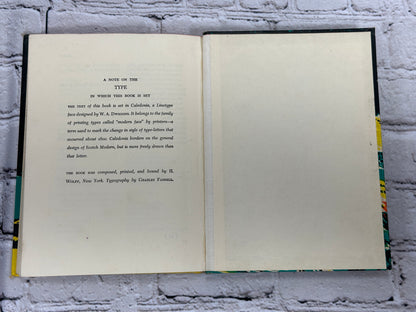 A NOTE ON THE
TYPE
IN WHICH THIS BOOK IS SET
THE TEXT of this book is set in Caledonia, a Linotype
face designed by W. A. DWIGGINS. It belongs to the family
of printing types called "modern face" by printers—a
term used to mark the change in style of type-letters that
occurred about 1800. Caledonia borders on the general
design of Scotch Modern, but is more freely drawn than
that letter.
THE BOOK WAS composed, printed, and bound by H.
WOLFF, New York. Typography by CHARLES FARRELL.